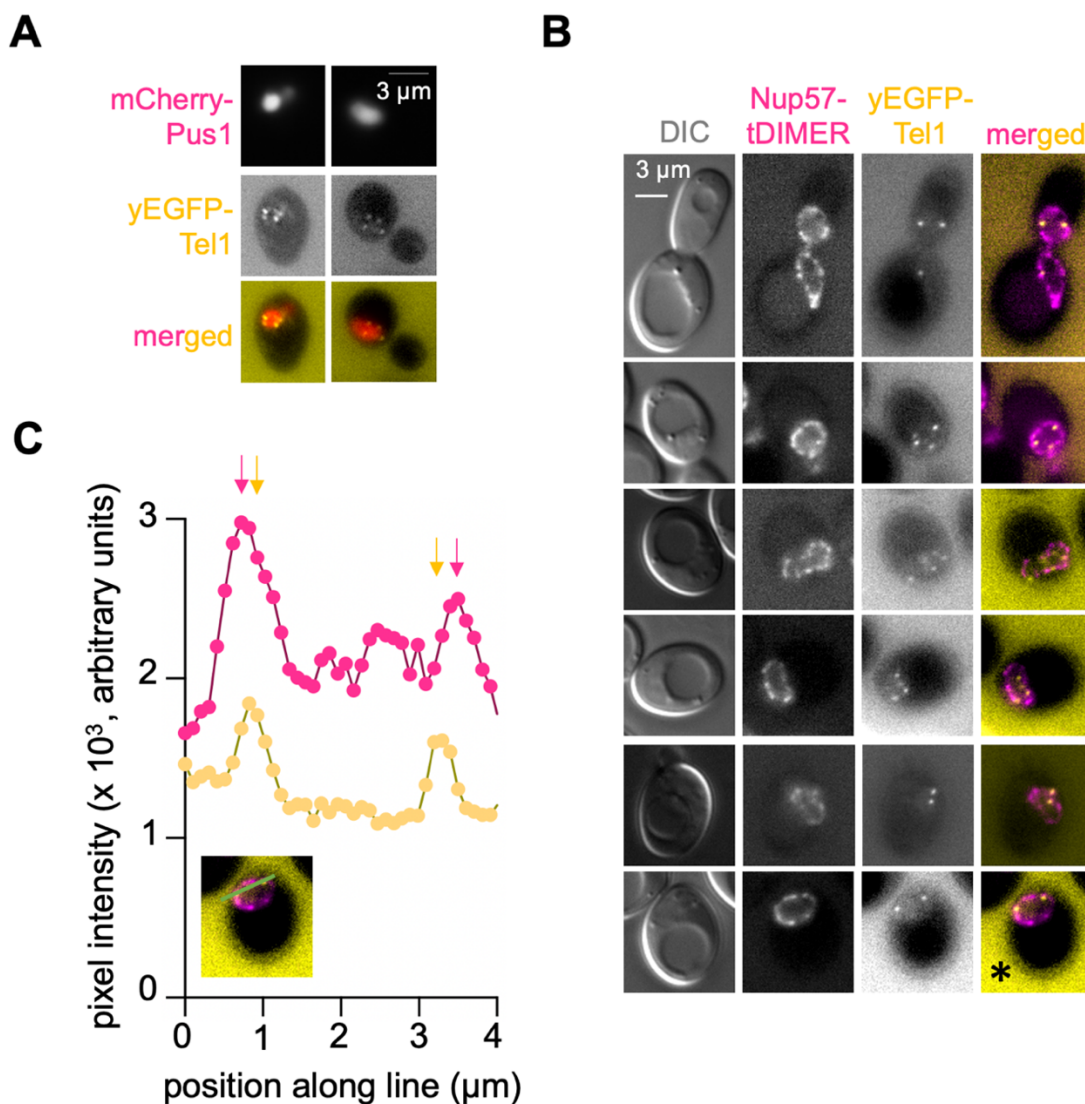 A
mCherry-
Pus1
3 µm
yEGFP-
Tel1
merged
B
DIC
Nup57-
tDIMER
yEGFP-
Tel1
merged
3 µm
*
C
pixel intensity (x 10³, arbitrary units)
3
2
1
0
0 1 2 3 4
position along line (µm)